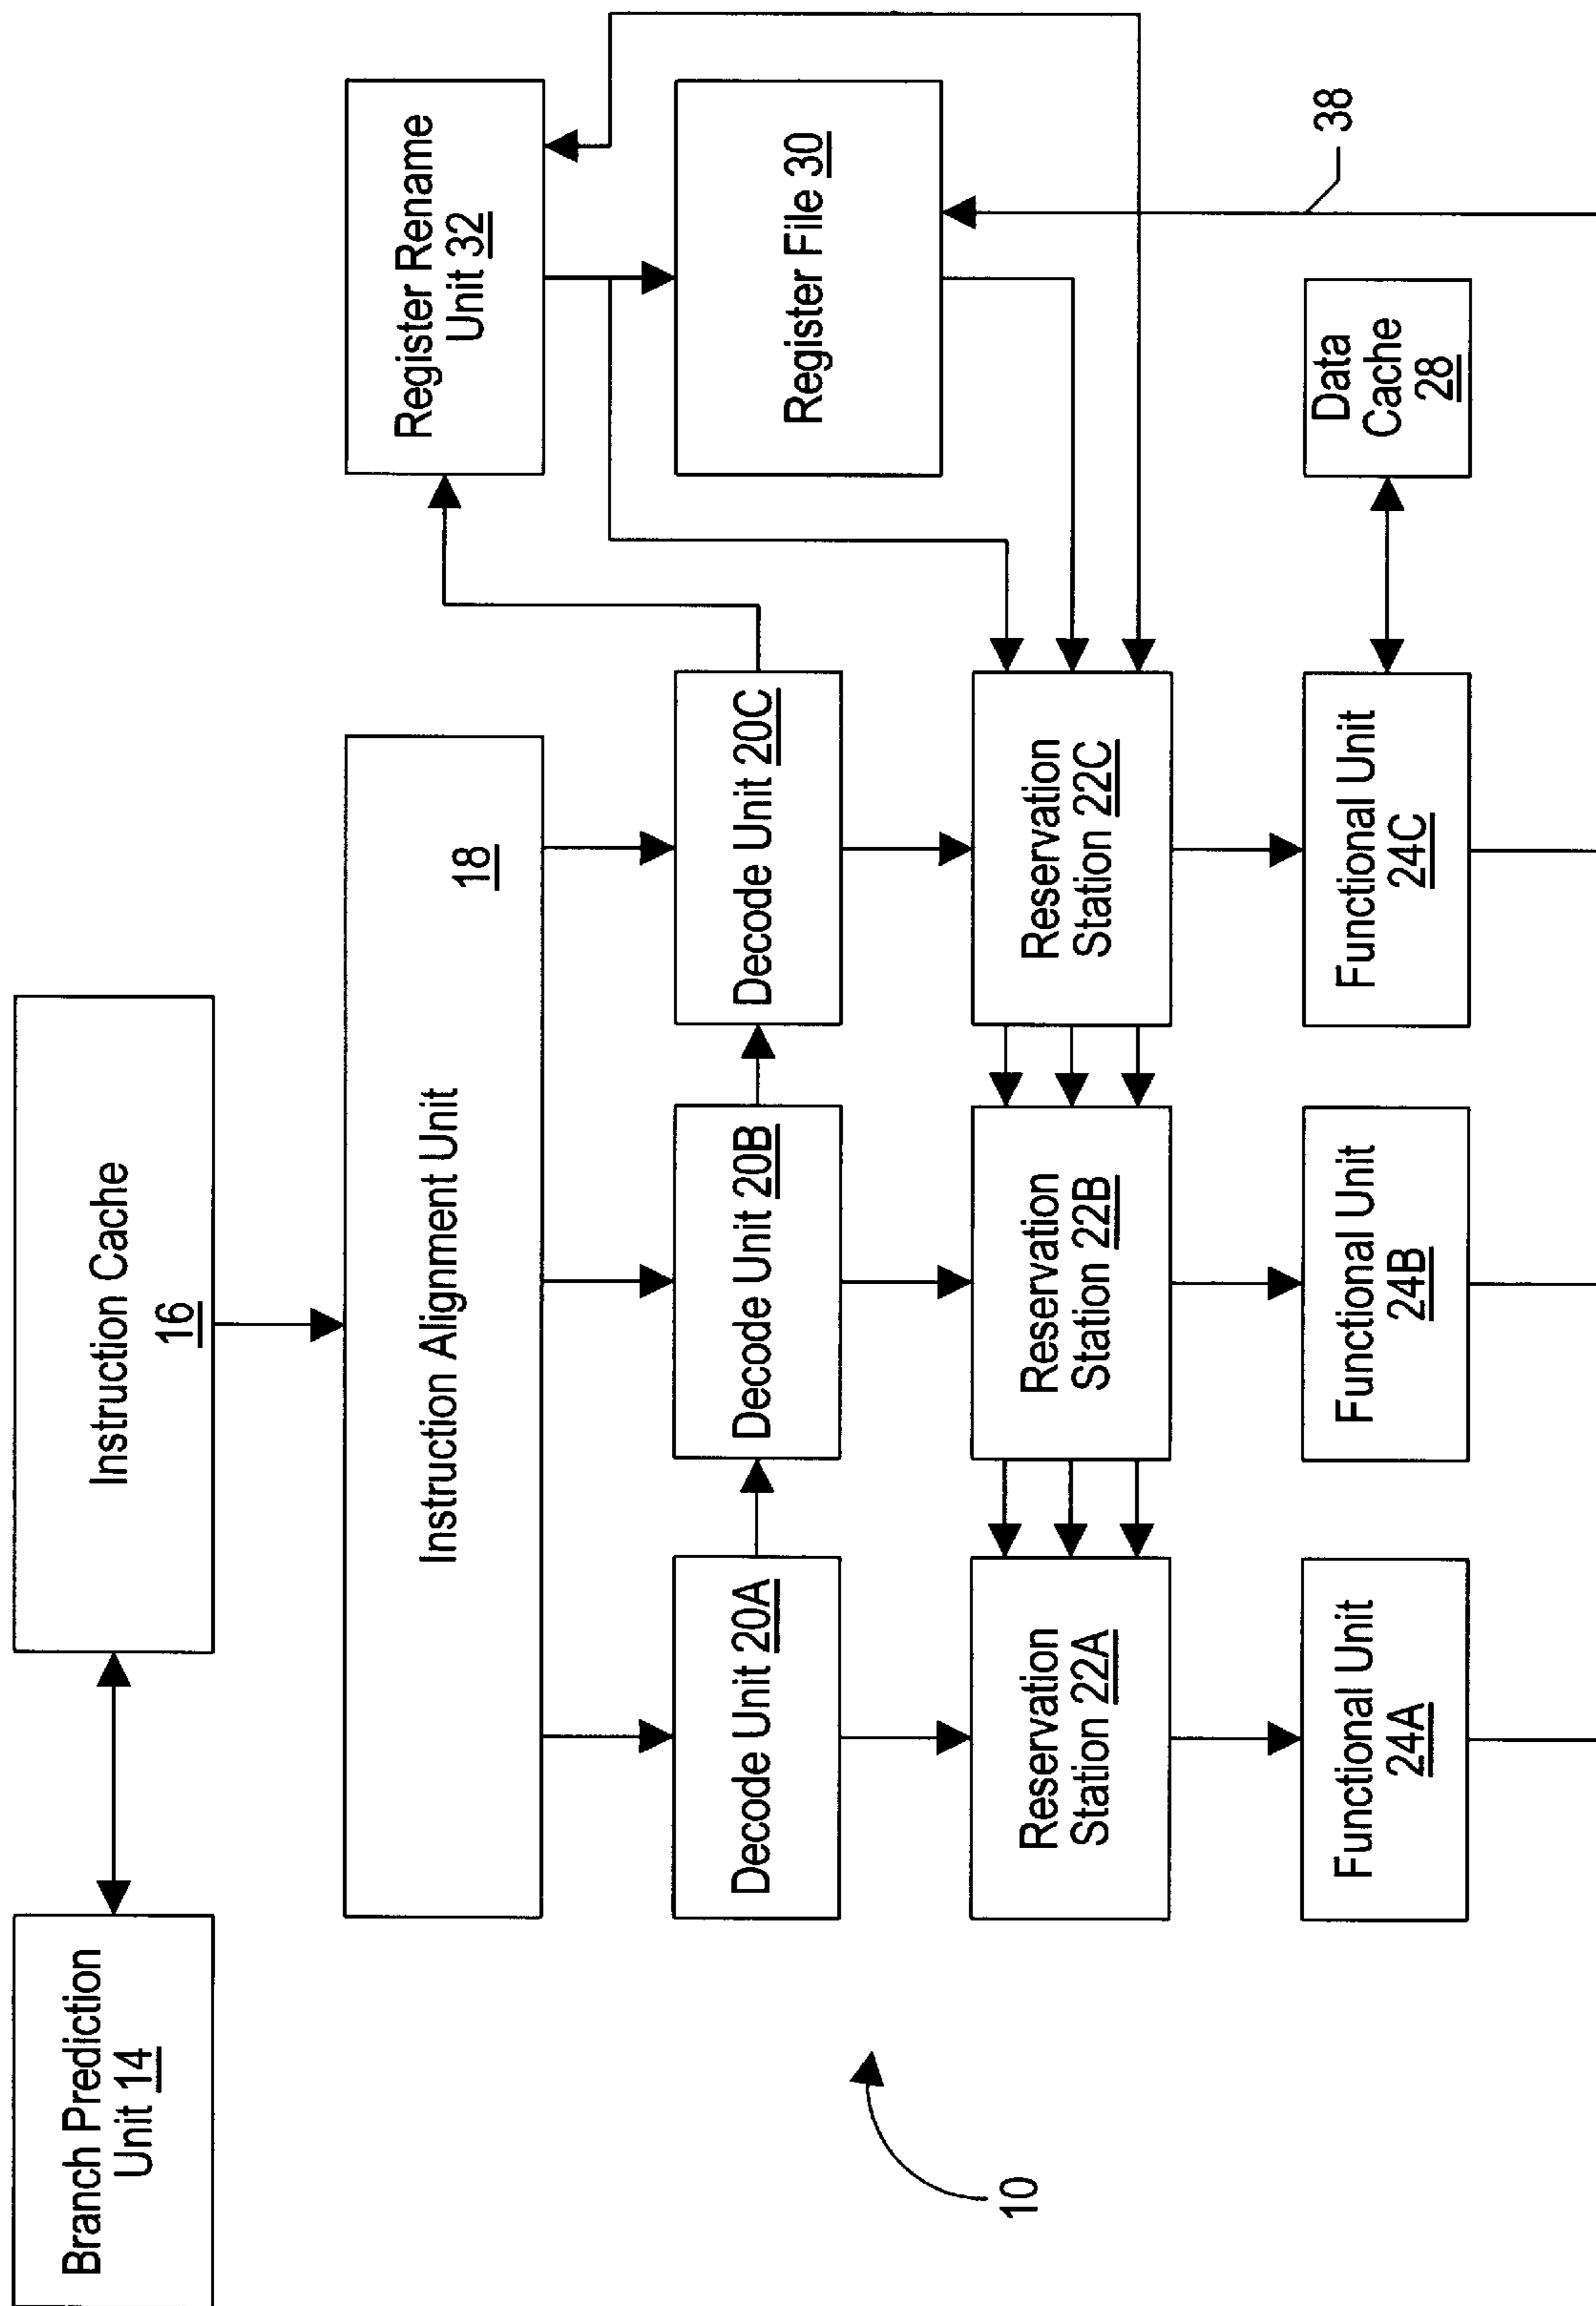 Branch Prediction
Unit 14
Instruction Cache
16
Instruction Alignment Unit
18
Register Rename
Unit 32
Decode Unit 20A
Decode Unit 20B
Decode Unit 20C
Register File 30
Reservation
Station 22A
Reservation
Station 22B
Reservation
Station 22C
Functional Unit
24A
Functional Unit
24B
Functional Unit
24C
Data
Cache
28
38
10